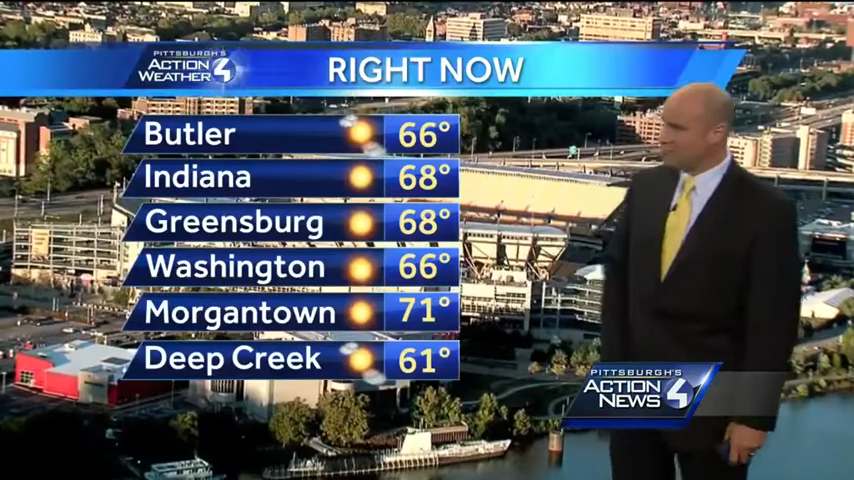 PITTSBURGH'S
ACTION
WEATHER 4
RIGHT NOW
Butler 66°
Indiana 68°
Greensburg 68°
Washington 66°
Morgantown 71°
Deep Creek 61°
PITTSBURGH'S
ACTION
NEWS 4